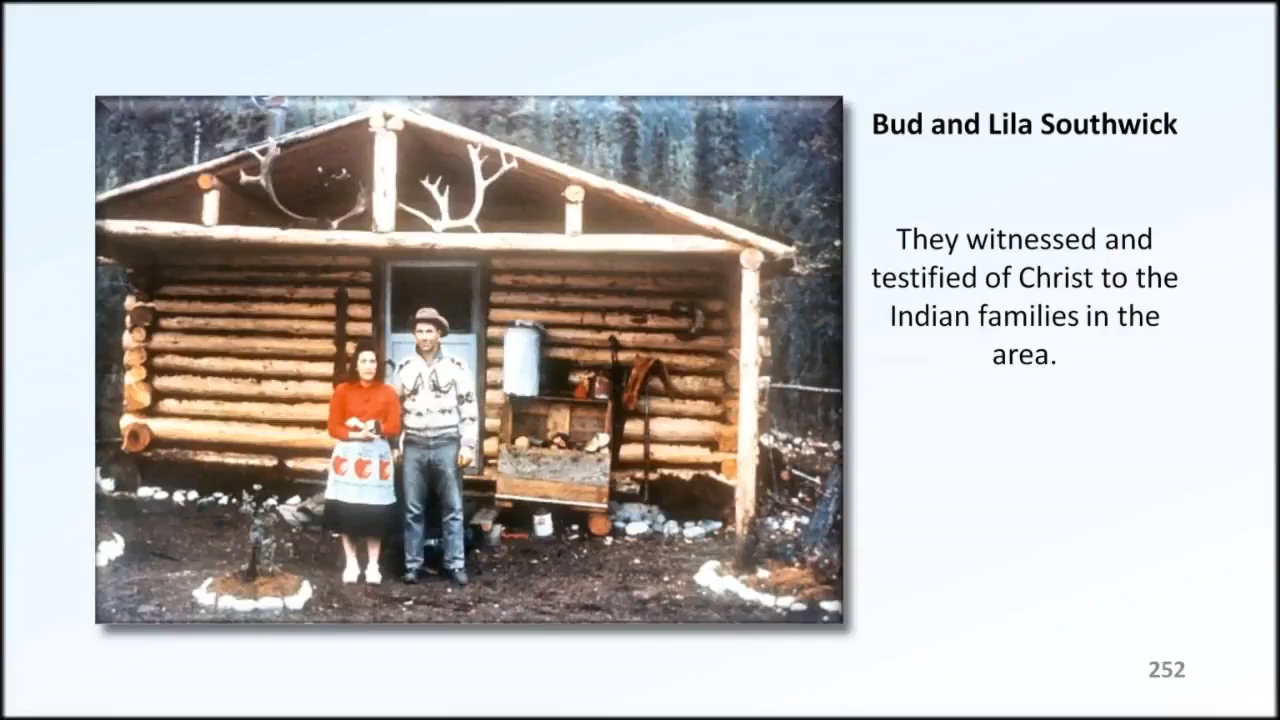 Bud and Lila Southwick
They witnessed and
testified of Christ to the
Indian families in the
area.
252